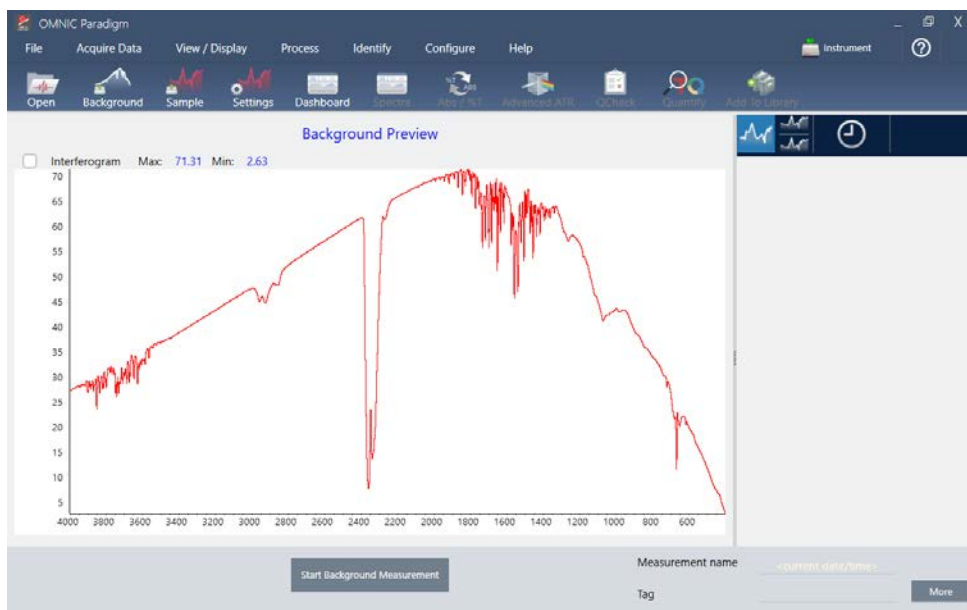 OMNIC Paradigm
File Acquire Data View / Display Process Identify Configure Help Instrument ?
Open Background Sample Settings Dashboard Spectra Abs / %T Advanced ATR QCheck Quantify Add To Library
ABS
Background Preview
Interferogram Max: 71.31 Min: 2.63
70
65
60
55
50
45
40
35
30
25
20
15
10
5
4000 3800 3600 3400 3200 3000 2800 2600 2400 2200 2000 1800 1600 1400 1200 1000 800 600
Start Background Measurement
Measurement name <current date/time>
Tag
More